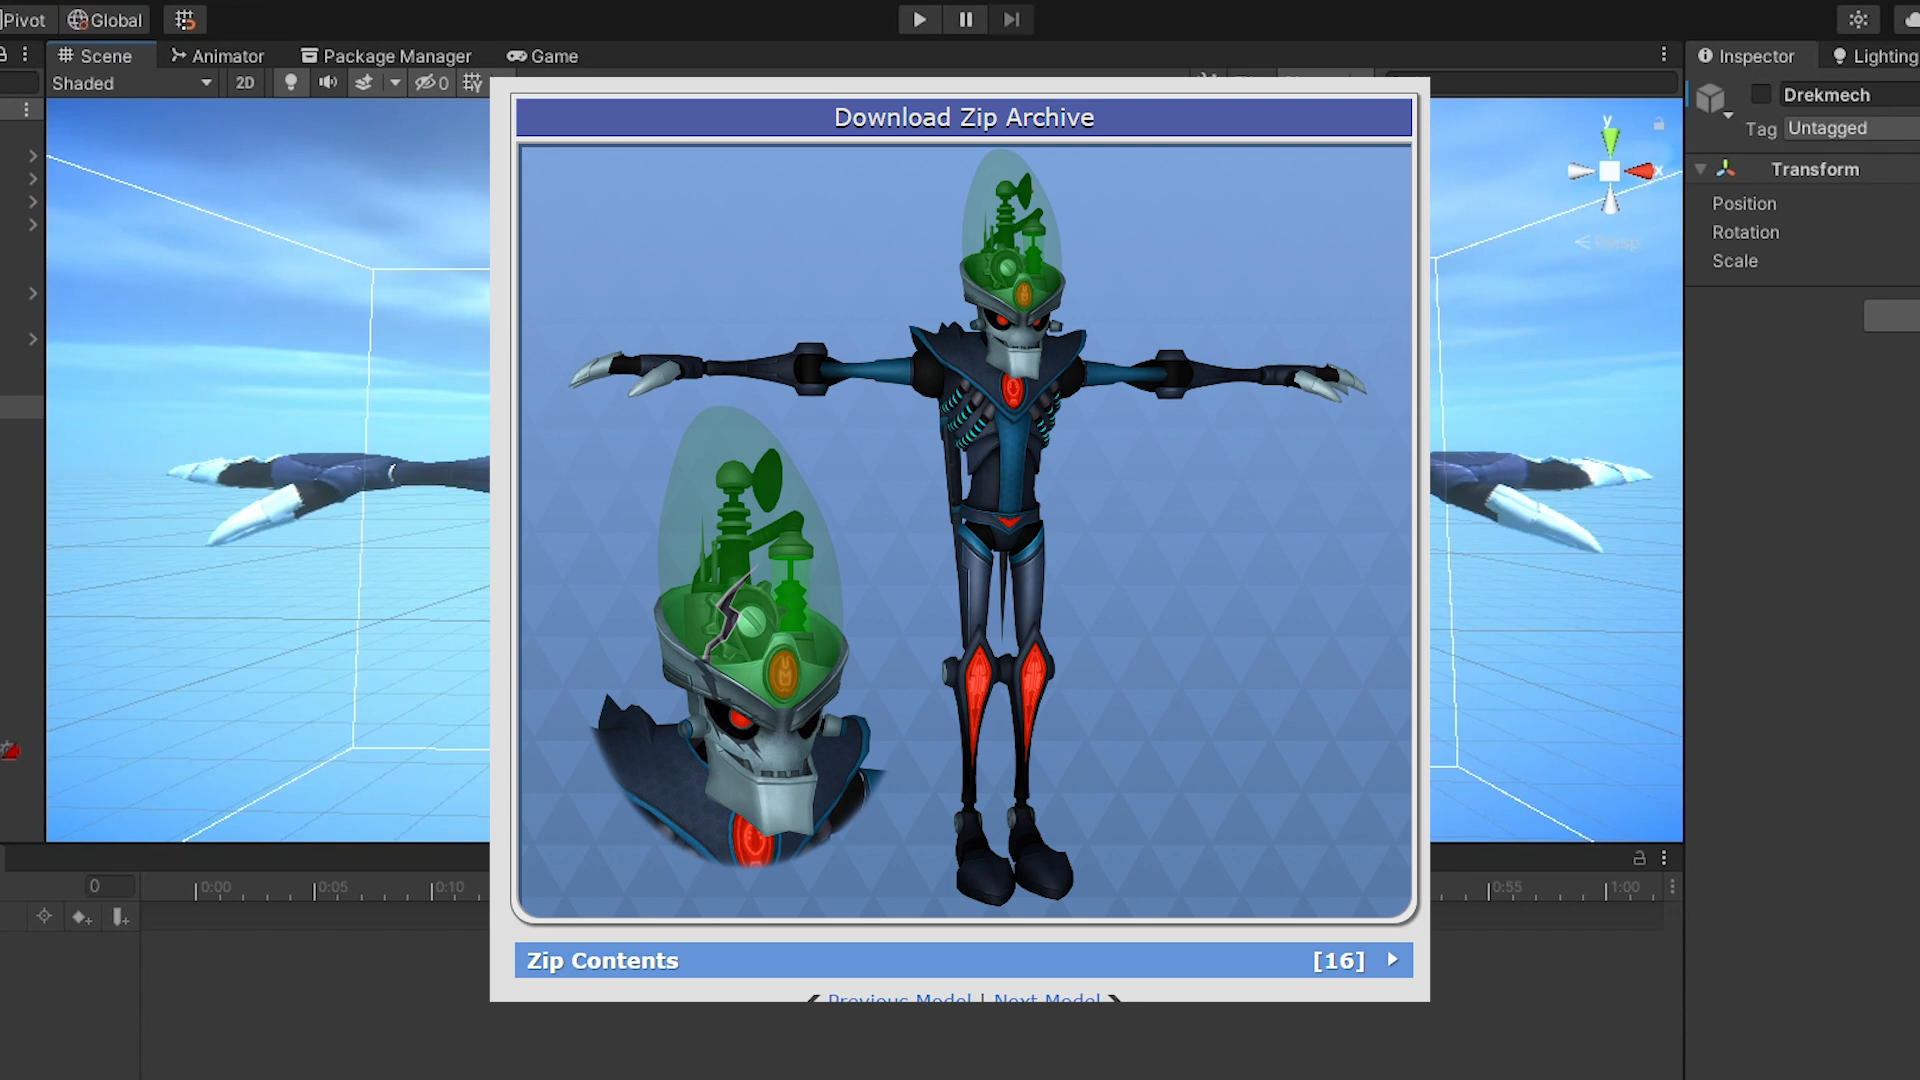 Pivot
Global
Scene
Animator
Package Manager
Game
Inspector
Lighting
Shaded
2D
0
Drekmech
Tag
Untagged
Download Zip Archive
y
x
Persp
Transform
Position
Rotation
Scale
0
0:00
0:05
0:10
0:55
1:00
Zip Contents
[16]
Previous Model | Next Model